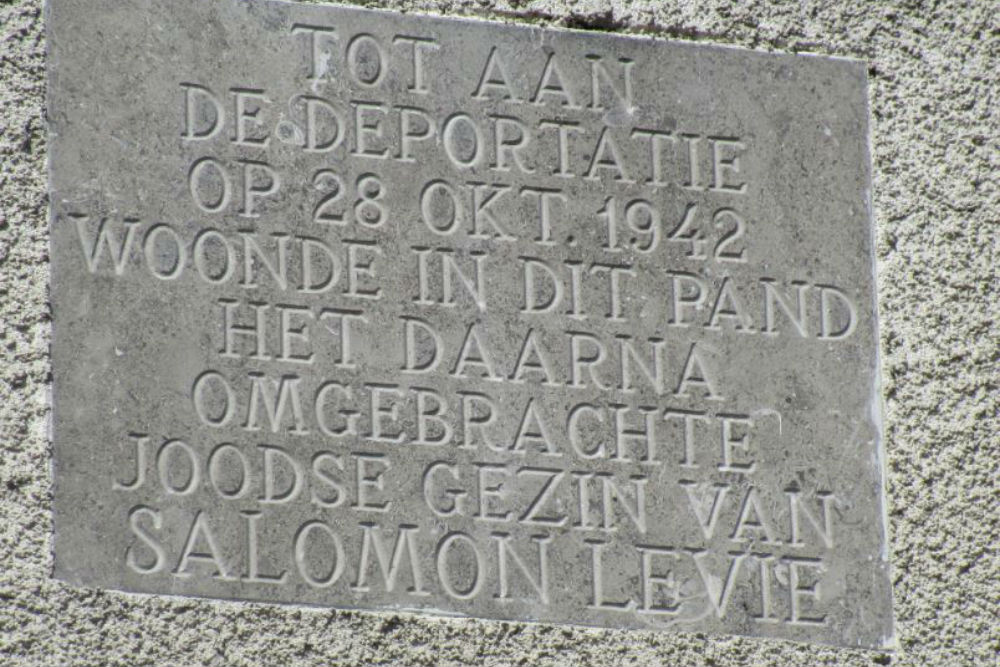 TOT AAN
DE DEPORTATIE
OP 28 OKT. 1942
WOONDE IN DIT PAND
HET DAARNA
OMGEBRACHTE
JOODSE GEZIN VAN
SALOMON LEVIE